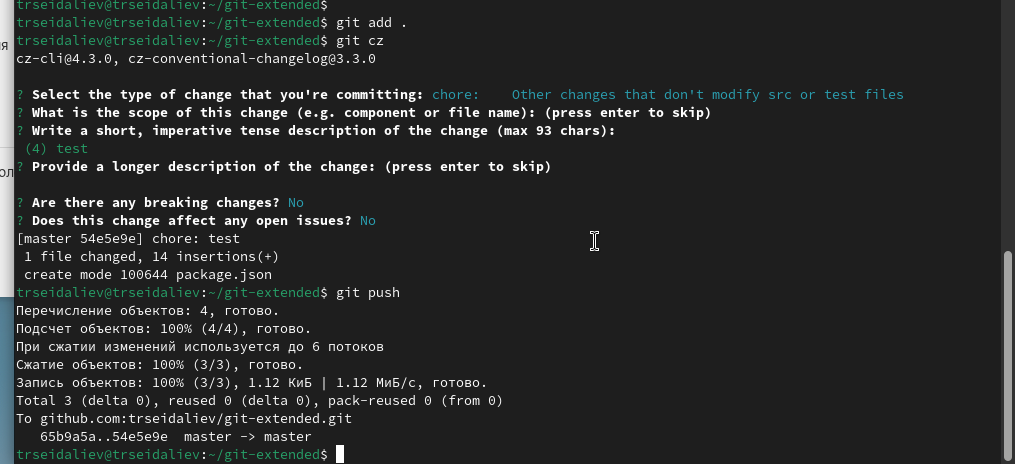 trseidaliev@trseidaliev:~/git-extended$
trseidaliev@trseidaliev:~/git-extended$ git add .
trseidaliev@trseidaliev:~/git-extended$ git cz
cz-cli@4.3.0, cz-conventional-changelog@3.3.0
? Select the type of change that you're committing: chore:    Other changes that don't modify src or test files
? What is the scope of this change (e.g. component or file name): (press enter to skip)
? Write a short, imperative tense description of the change (max 93 chars):
 (4) test
? Provide a longer description of the change: (press enter to skip)
? Are there any breaking changes? No
? Does this change affect any open issues? No
[master 54e5e9e] chore: test
 1 file changed, 14 insertions(+)
 create mode 100644 package.json
trseidaliev@trseidaliev:~/git-extended$ git push
Перечисление объектов: 4, готово.
Подсчет объектов: 100% (4/4), готово.
При сжатии изменений используется до 6 потоков
Сжатие объектов: 100% (3/3), готово.
Запись объектов: 100% (3/3), 1.12 КиБ | 1.12 МиБ/с, готово.
Total 3 (delta 0), reused 0 (delta 0), pack-reused 0 (from 0)
To github.com:trseidaliev/git-extended.git
   65b9a5a..54e5e9e  master -> master
trseidaliev@trseidaliev:~/git-extended$